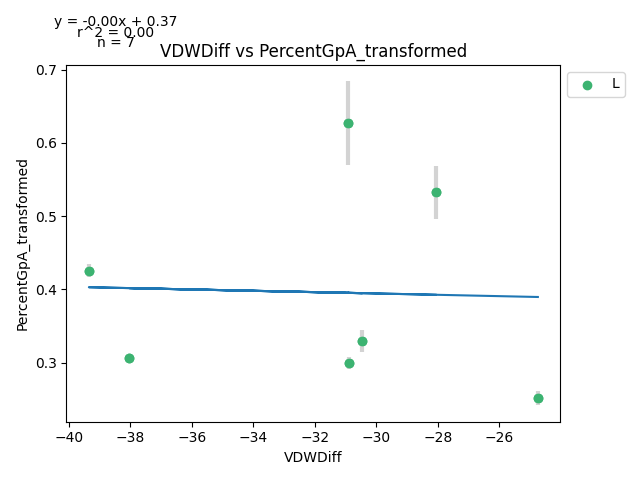 y = -0.00x + 0.37
r^2 = 0.00
n = 7
VDWDiff vs PercentGpA_transformed
L
PercentGpA_transformed
0.7
0.6
0.5
0.4
0.3
−40 −38 −36 −34 −32 −30 −28 −26
VDWDiff